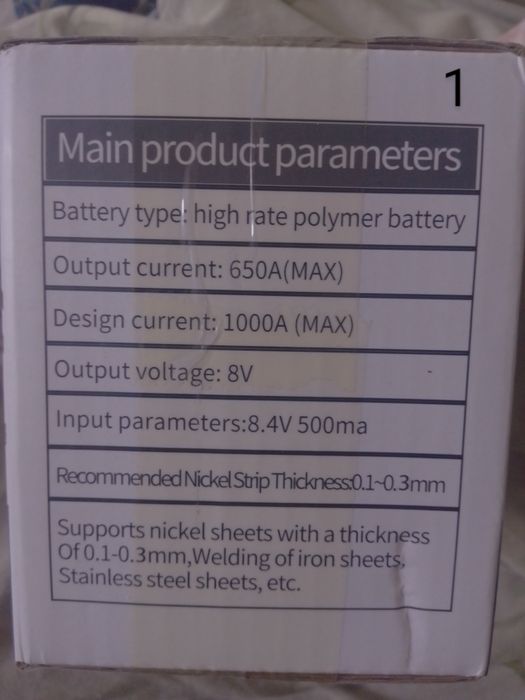 1
Main product parameters
Battery type: high rate polymer battery
Output current: 650A(MAX)
Design current: 1000A (MAX)
Output voltage: 8V
Input parameters:8.4V 500ma
Recommended Nickel Strip Thickness:0.1~0.3mm
Supports nickel sheets with a thickness
Of 0.1-0.3mm,Welding of iron sheets,
Stainless steel sheets, etc.